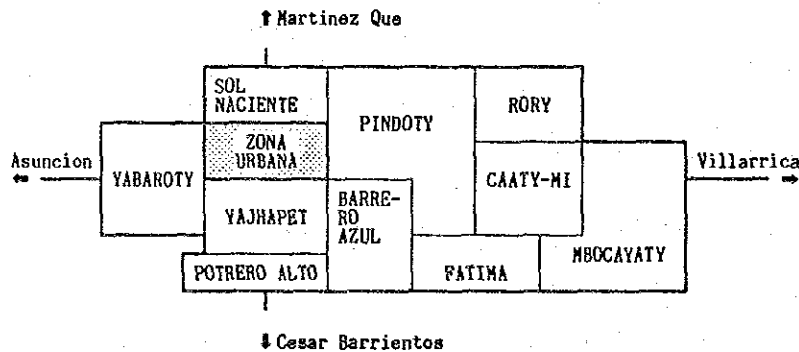 Martinez Que
SOL
NACIENTE
PINDOTY
RORY
Asuncion
YABAROTY
ZONA
URBANA
CAATY-MI
Villarrica
YAJHAPET
BARRE-
RO
AZUL
POTRERO ALTO
FATIMA
MBOCAYATY
Cesar Barrientos